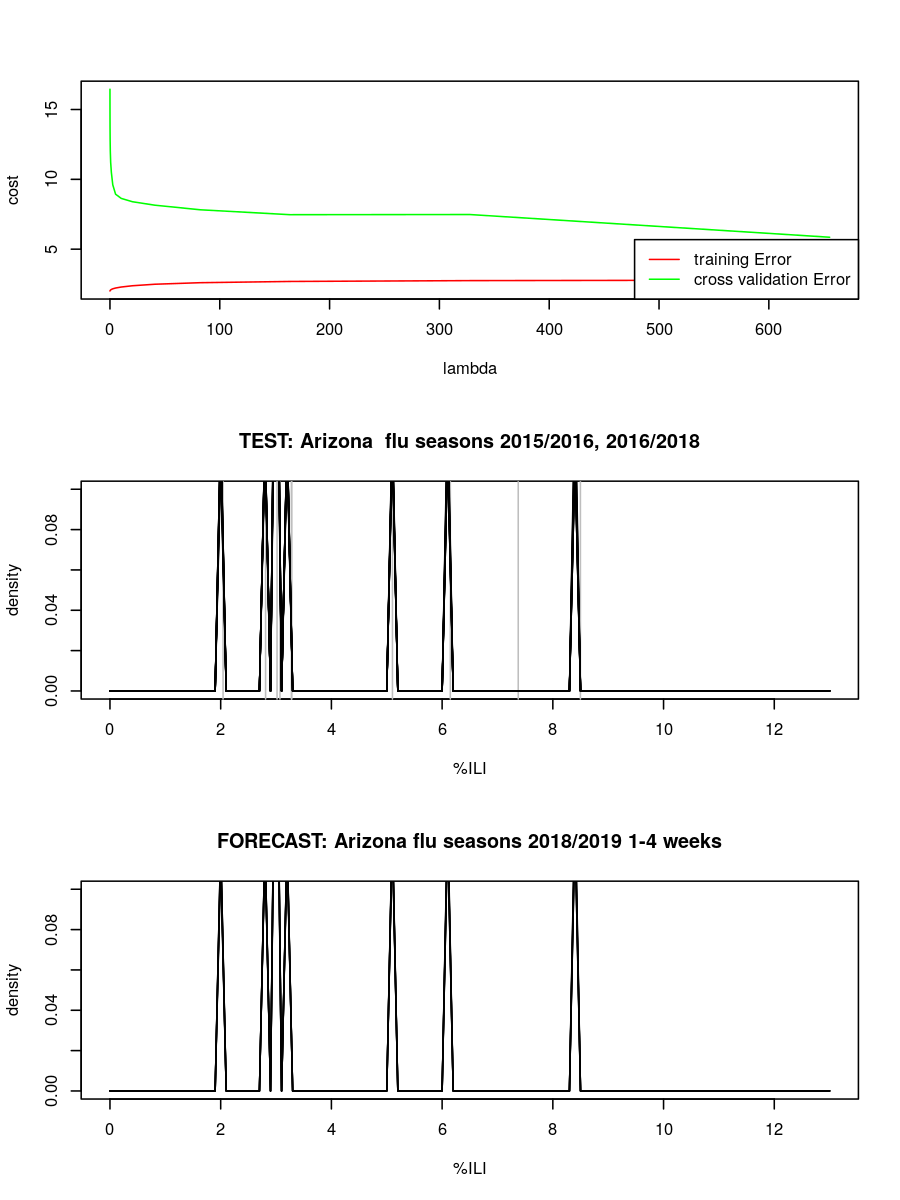 15
10
5
cost
training Error
cross validation Error
0 100 200 300 400 500 600
lambda
TEST: Arizona  flu seasons 2015/2016, 2016/2018
0.08
0.04
0.00
density
0 2 4 6 8 10 12
%ILI
FORECAST: Arizona flu seasons 2018/2019 1-4 weeks
0.08
0.04
0.00
density
0 2 4 6 8 10 12
%ILI